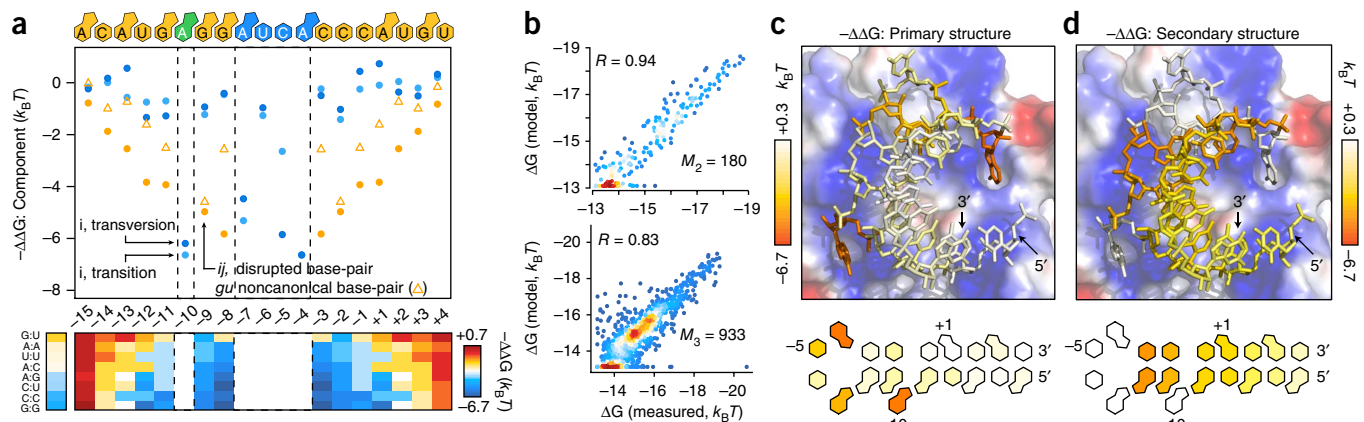 a
A C A U G A G G A U C A C C C A U G U
−ΔΔG: Component (kBT)
0
−2
−4
−6
−8
i, transversion
i, transition
ij, disrupted base-pair
gu noncanonical base-pair (△)
−15 −14 −13 −12 −11 −10 −9 −8 −7 −6 −5 −4 −3 −2 −1 +1 +2 +3 +4
G:U
A:A
U:U
A:C
A:G
C:U
C:C
G:G
+0.7
−6.7
−ΔΔG (kBT)
b
ΔG (model, kBT)
−19
−17
−15
−13
R = 0.94
M2 = 180
−13 −15 −17 −19
ΔG (model, kBT)
−20
−18
−16
−14
R = 0.83
M3 = 933
−14 −16 −18 −20
ΔG (measured, kBT)
c
−ΔΔG: Primary structure
kBT
+0.3
−6.7
3′
5′
−5
+1
3′
5′
d
−ΔΔG: Secondary structure
kBT
+0.3
−6.7
3′
5′
−5
+1
3′
5′